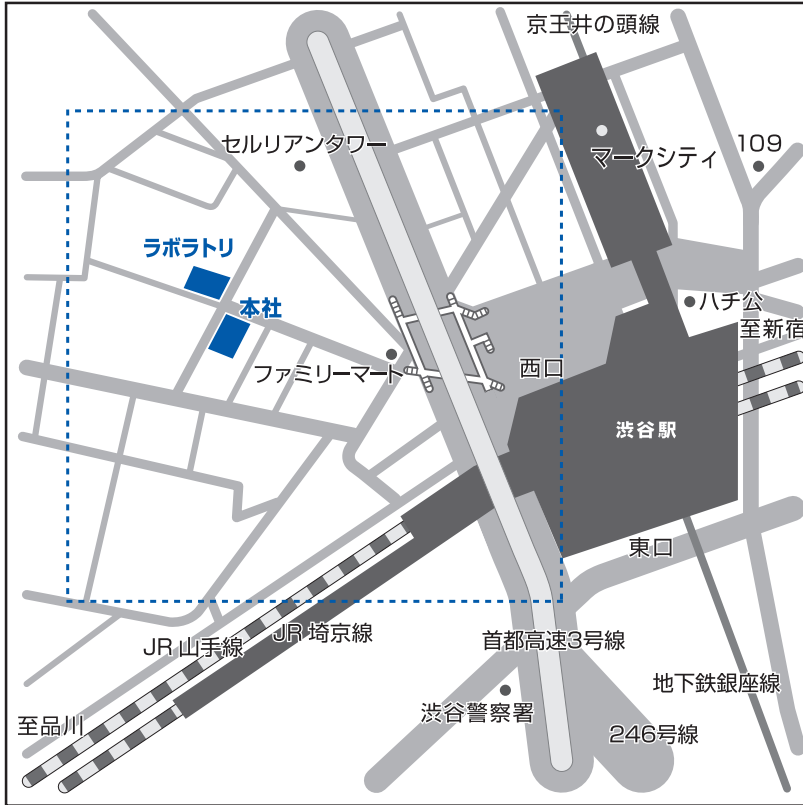 京王井の頭線
109
セルリアンタワー
マークシティ
ラボラトリ
本社
ハチ公
至新宿
ファミリーマート
西口
渋谷駅
東口
JR 山手線
JR 埼京線
首都高速3号線
地下鉄銀座線
至品川
渋谷警察署
246号線